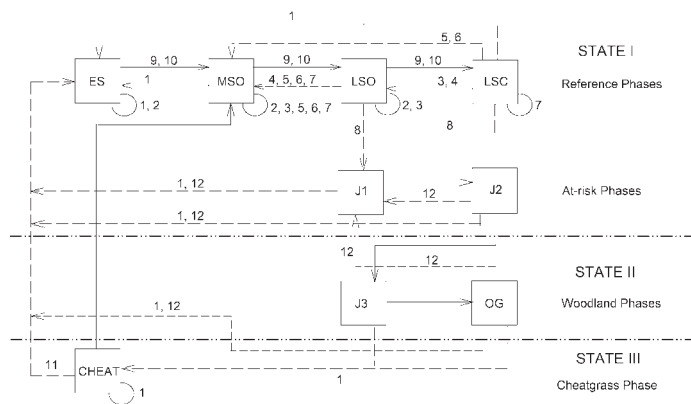 1
5, 6
STATE I
9, 10
9, 10
9, 10
ES
1
MSO
4, 5, 6, 7
LSO
3, 4
LSC
Reference Phases
1, 2
2, 3, 5, 6, 7
2, 3
7
8
8
1, 12
J1
12
J2
At-risk Phases
1, 12
12
12
STATE II
J3
OG
Woodland Phases
1, 12
STATE III
11
CHEAT
1
1
Cheatgrass Phase